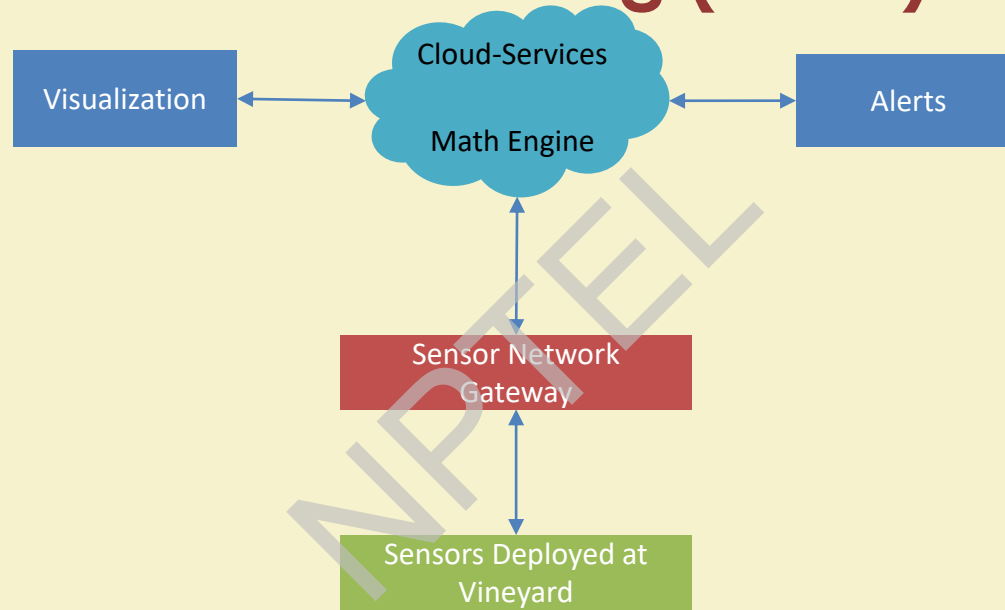 Cloud-Services
Visualization
Alerts
Math Engine
Sensor Network
Gateway
Sensors Deployed at
Vineyard
NPTEL